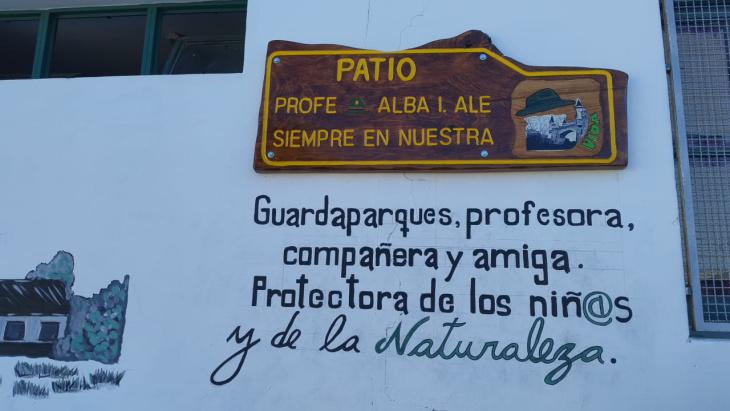 PATIO
PROFE ALBA I. ALE
SIEMPRE EN NUESTRA
VIDA
Guardaparques, profesora,
compañera y amiga.
Protectora de los niñ@s
y de la Naturaleza.